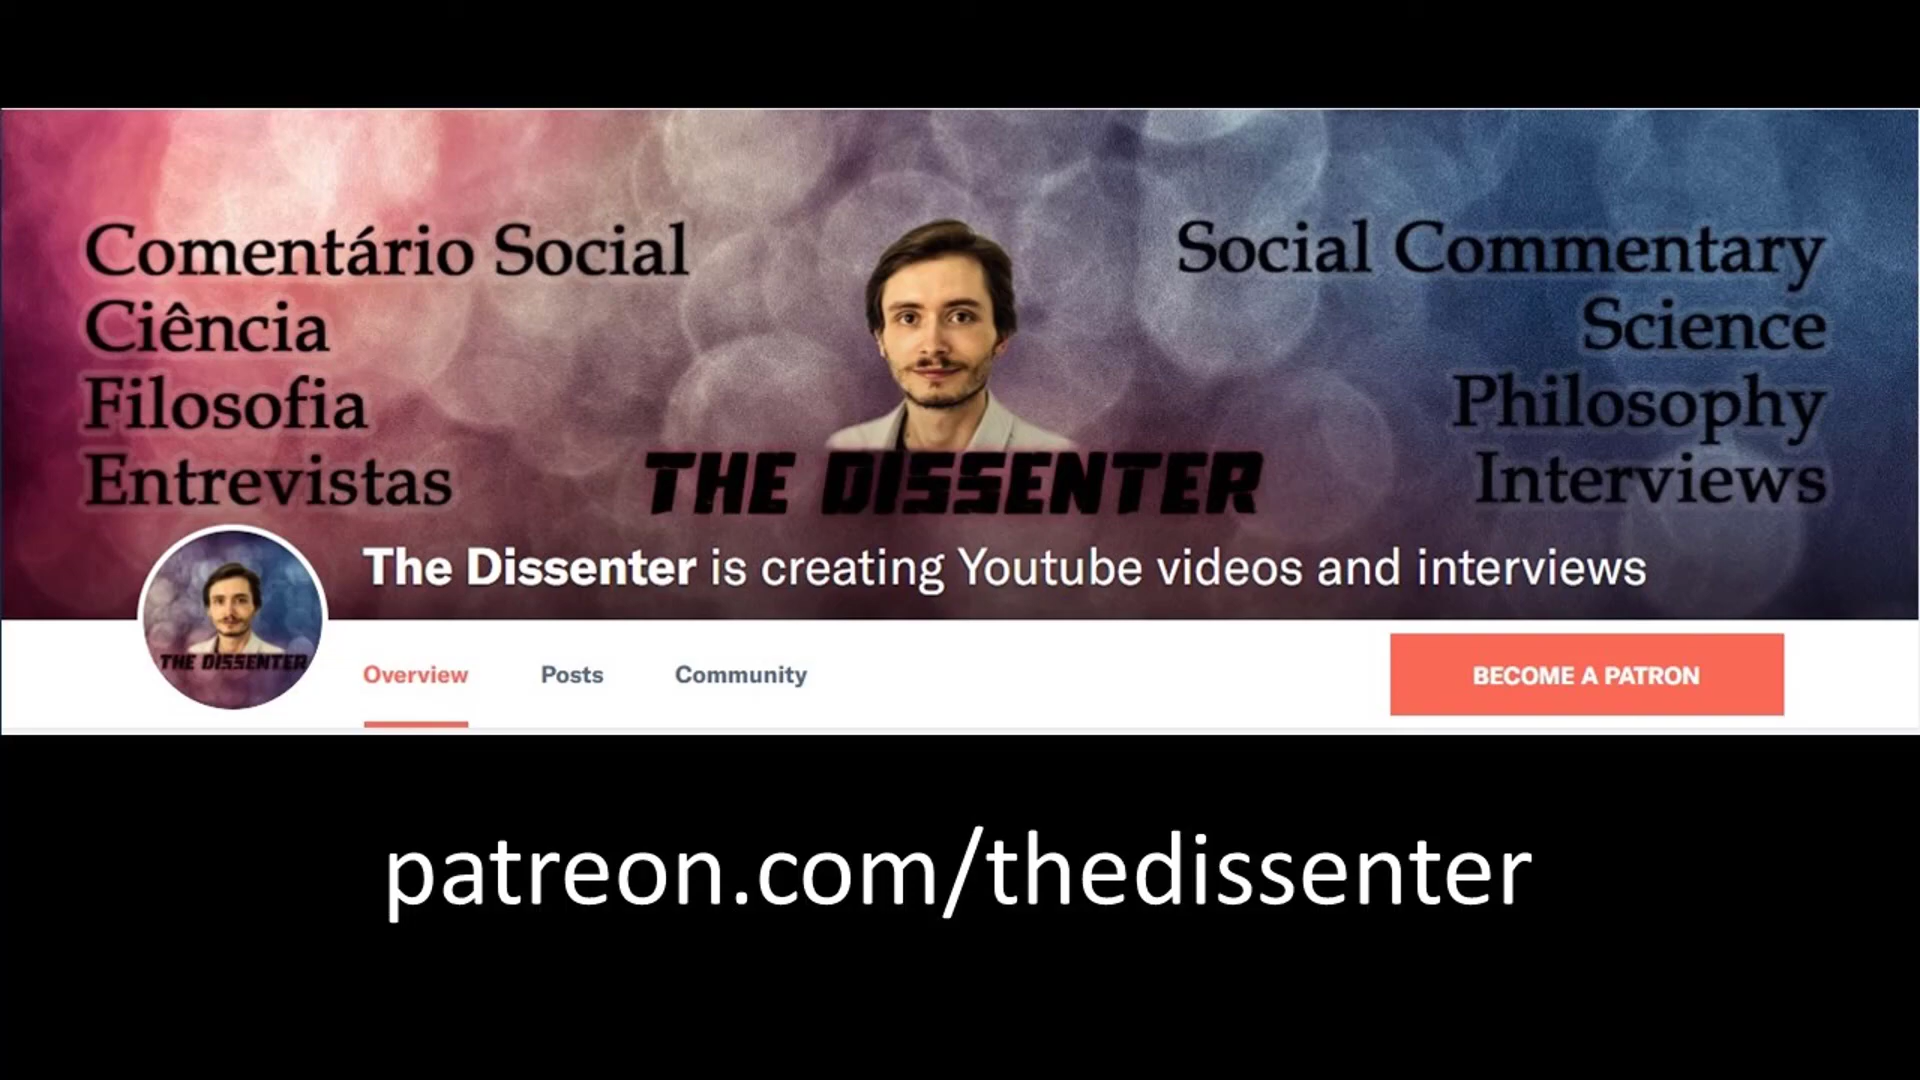 Comentário Social
Ciência
Filosofia
Entrevistas
Social Commentary
Science
Philosophy
Interviews
THE DISSENTER
The Dissenter is creating Youtube videos and interviews
THE DISSENTER
Overview Posts Community BECOME A PATRON
patreon.com/thedissenter